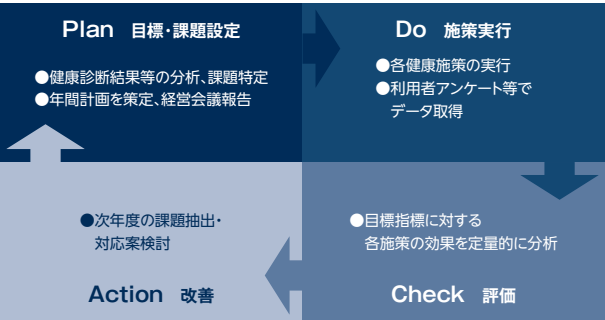 Plan 目標・課題設定
●健康診断結果等の分析、課題特定
●年間計画を策定、経営会議報告
Do 施策実行
●各健康施策の実行
●利用者アンケート等で
データ取得
●次年度の課題抽出・
対応案検討
Action 改善
●目標指標に対する
各施策の効果を定量的に分析
Check 評価